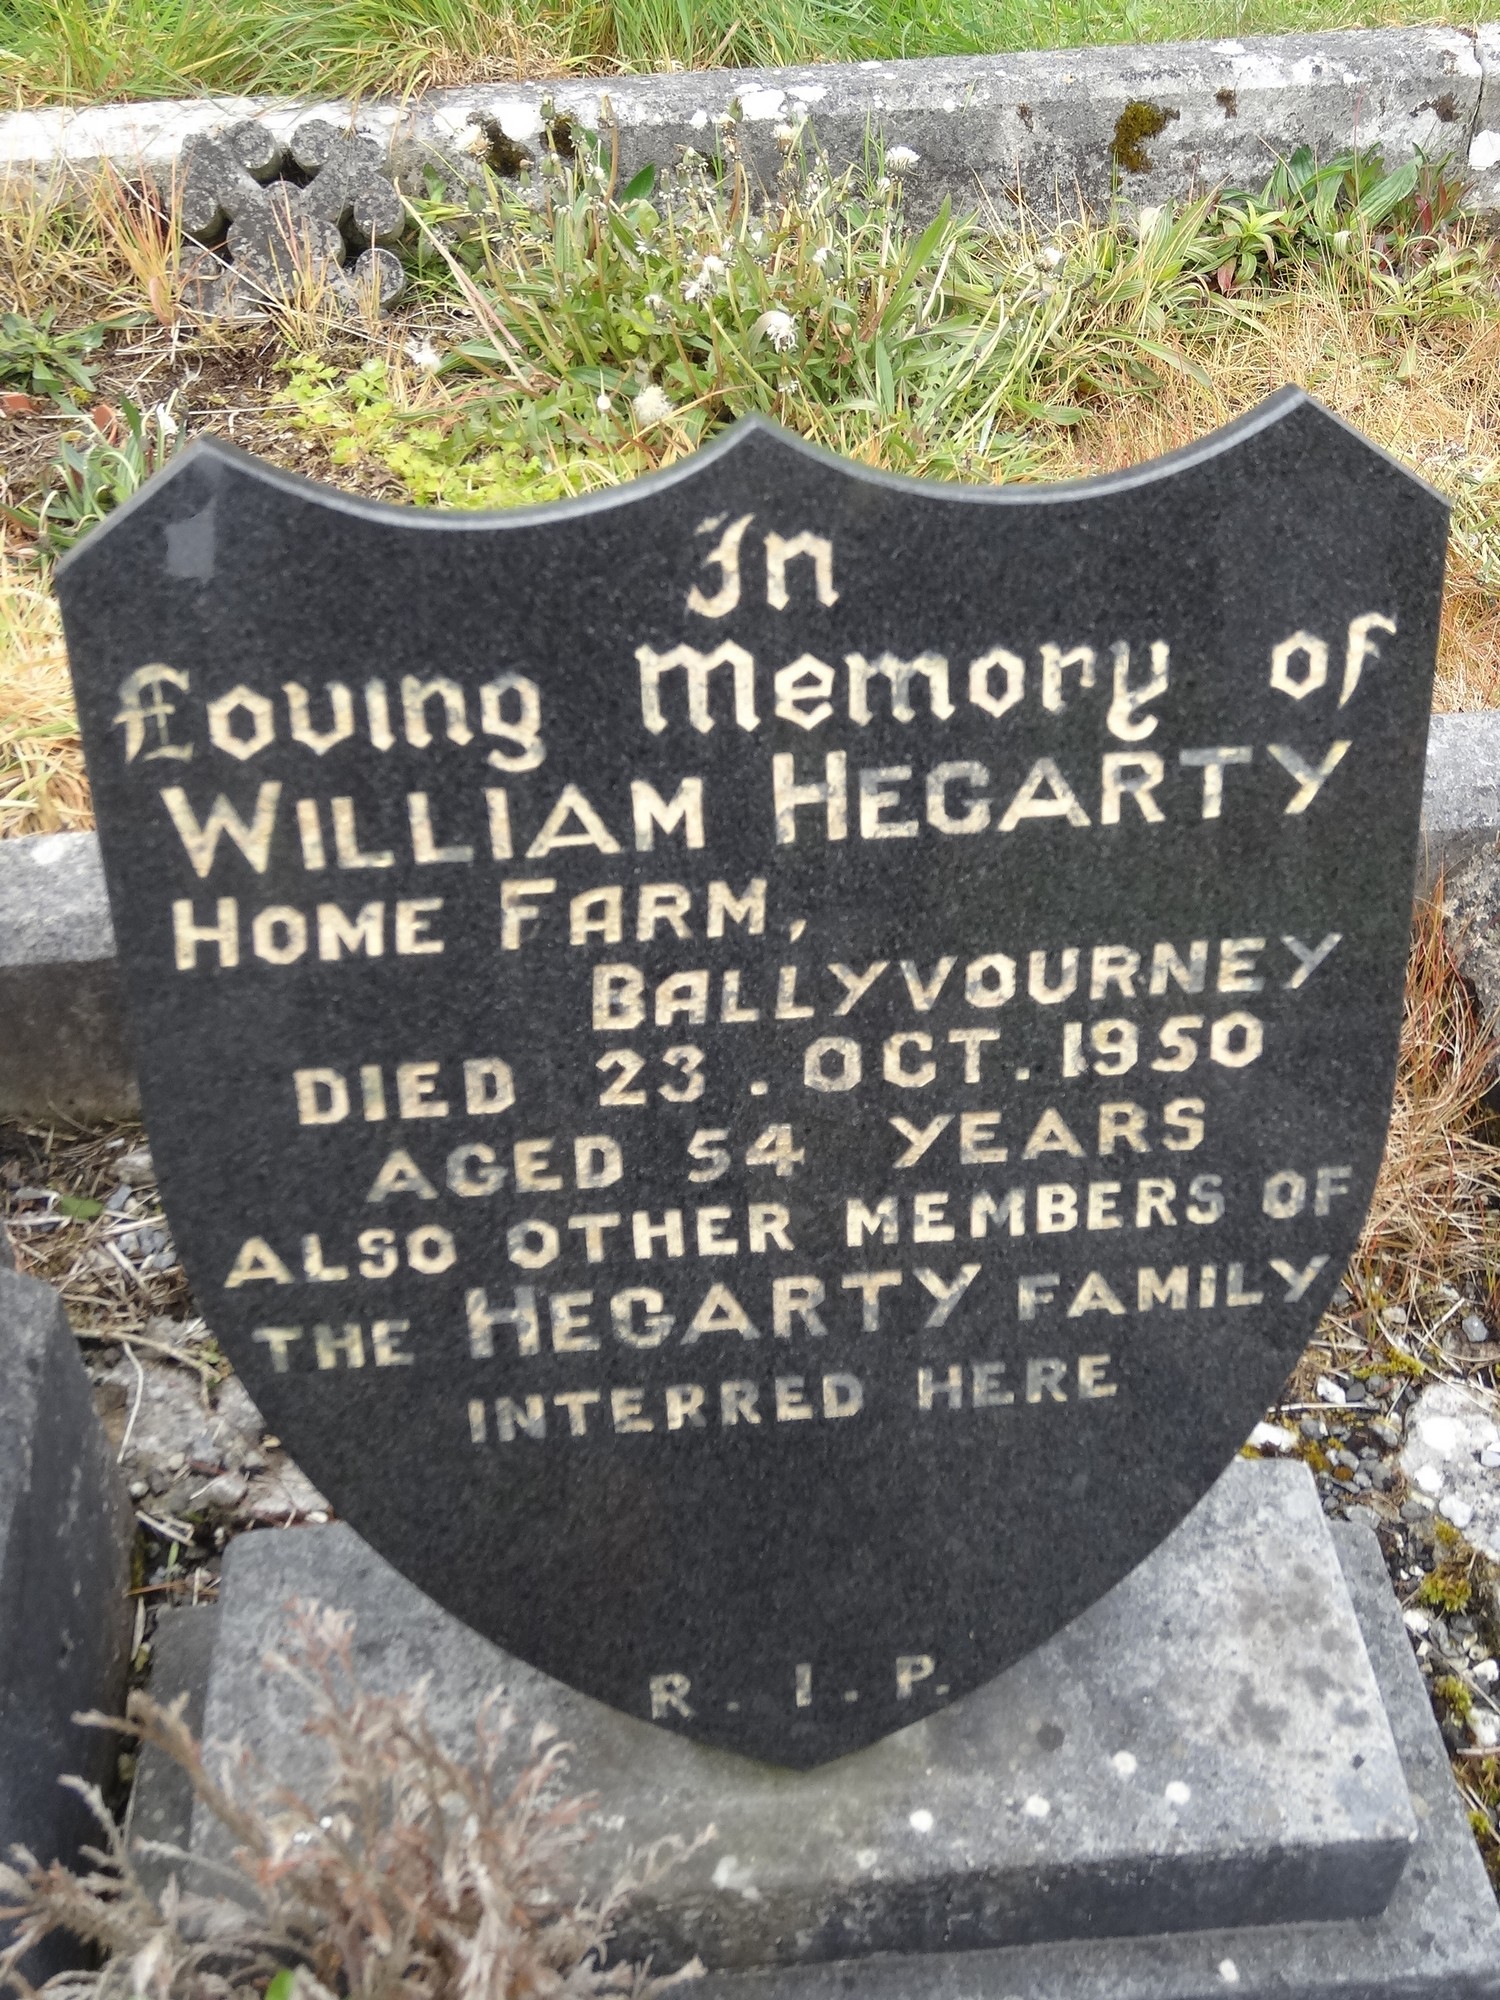 In
Loving Memory of
WILLIAM HEGARTY
HOME FARM,
BALLYVOURNEY
DIED 23. OCT. 1950
AGED 54 YEARS
ALSO OTHER MEMBERS OF
THE HEGARTY FAMILY
INTERRED HERE
R. I. P.